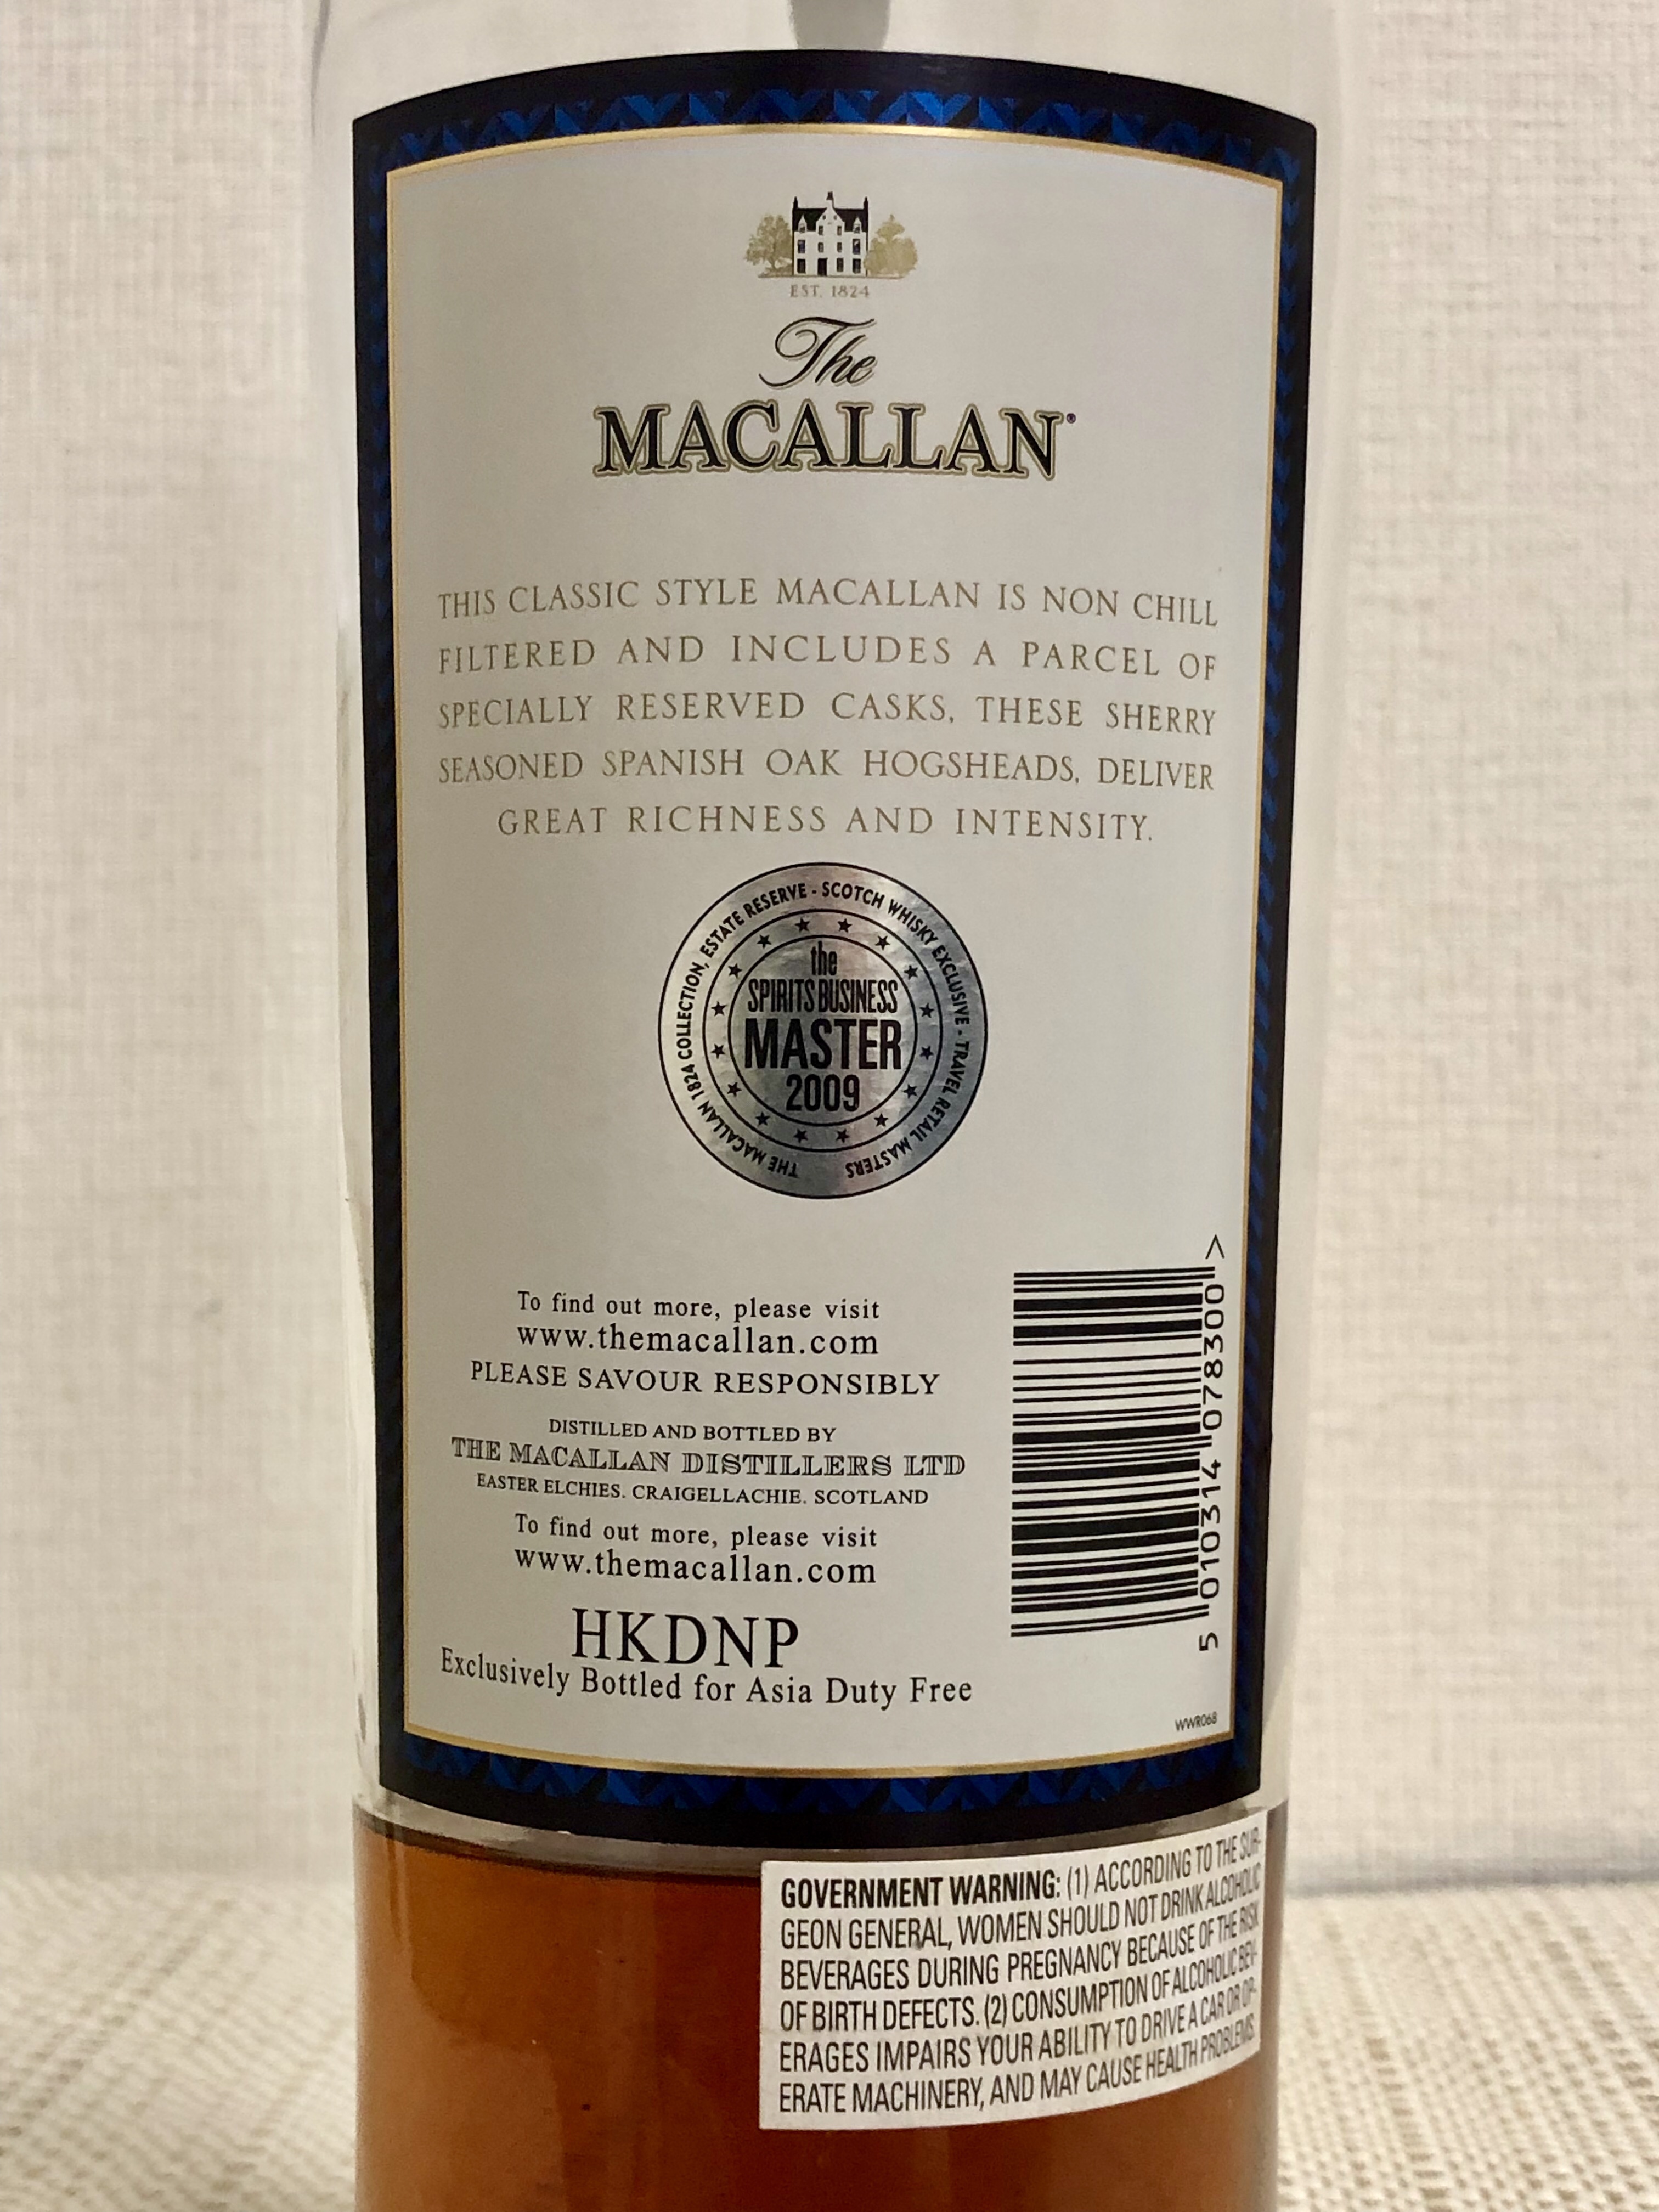 EST. 1824
The
MACALLAN®
THIS CLASSIC STYLE MACALLAN IS NON CHILL
FILTERED AND INCLUDES A PARCEL OF
SPECIALLY RESERVED CASKS, THESE SHERRY
SEASONED SPANISH OAK HOGSHEADS, DELIVER
GREAT RICHNESS AND INTENSITY.
THE MACALLAN 1824 COLLECTION, ESTATE RESERVE - SCOTCH WHISKY EXCLUSIVE - TRAVEL RETAIL MASTERS
the
SPIRITS BUSINESS
MASTER
2009
To find out more, please visit
www.themacallan.com
PLEASE SAVOUR RESPONSIBLY
DISTILLED AND BOTTLED BY
THE MACALLAN DISTILLERS LTD
EASTER ELCHIES. CRAIGELLACHIE. SCOTLAND
To find out more, please visit
www.themacallan.com
HKDNP
Exclusively Bottled for Asia Duty Free
5 010314 078300 >
WWR068
GOVERNMENT WARNING: (1) ACCORDING TO THE SUR-
GEON GENERAL, WOMEN SHOULD NOT DRINK ALCOHOLIC
BEVERAGES DURING PREGNANCY BECAUSE OF THE RISK
OF BIRTH DEFECTS. (2) CONSUMPTION OF ALCOHOLIC BEV-
ERAGES IMPAIRS YOUR ABILITY TO DRIVE A CAR OR OP-
ERATE MACHINERY, AND MAY CAUSE HEALTH PROBLEMS.